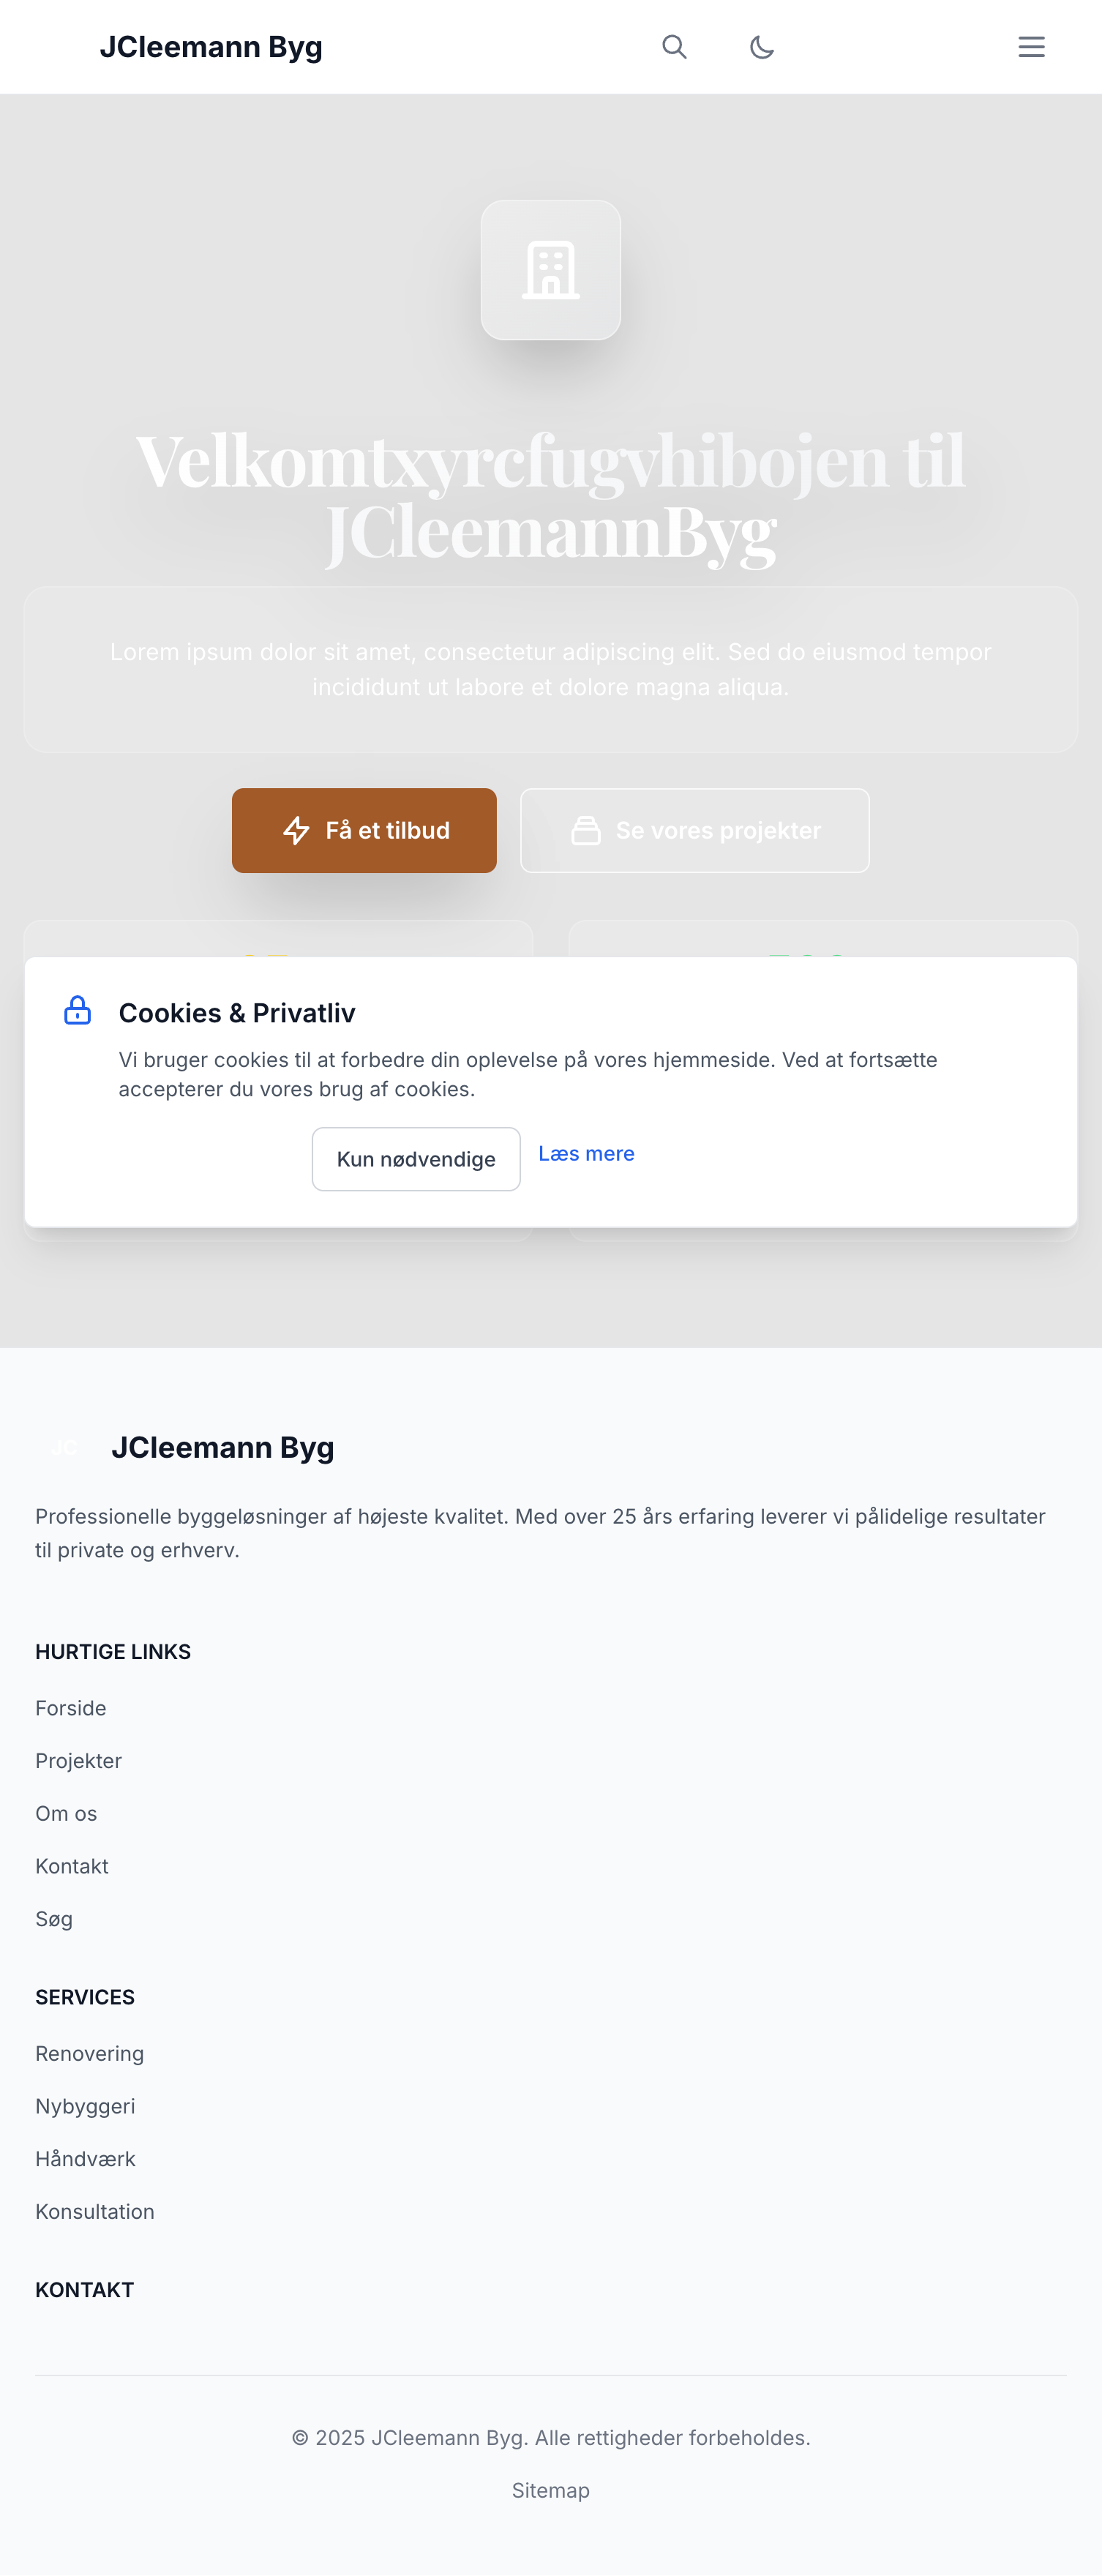 JCleemann Byg
Velkomtxyrcfugvhibojen til
JCleemannByg
Lorem ipsum dolor sit amet, consectetur adipiscing elit. Sed do eiusmod tempor
incididunt ut labore et dolore magna aliqua.
Få et tilbud
Se vores projekter
Cookies & Privatliv
Vi bruger cookies til at forbedre din oplevelse på vores hjemmeside. Ved at fortsætte
accepterer du vores brug af cookies.
Kun nødvendige
Læs mere
JC
JCleemann Byg
Professionelle byggeløsninger af højeste kvalitet. Med over 25 års erfaring leverer vi pålidelige resultater
til private og erhverv.
HURTIGE LINKS
Forside
Projekter
Om os
Kontakt
Søg
SERVICES
Renovering
Nybyggeri
Håndværk
Konsultation
KONTAKT
© 2025 JCleemann Byg. Alle rettigheder forbeholdes.
Sitemap